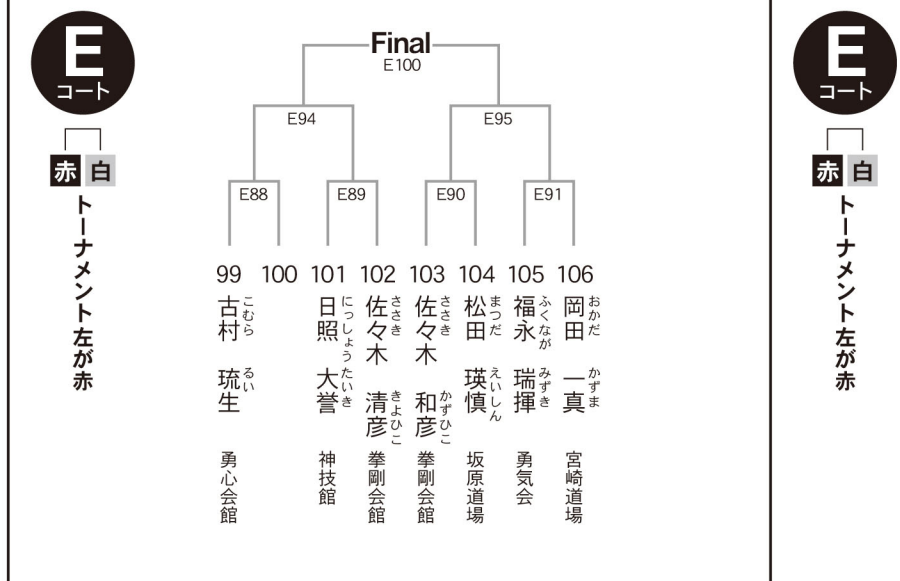 E
コート
赤 白
トーナメント左が赤
Final
E100
E94
E95
E88
E89
E90
E91
99
100
101
102
103
104
105
106
古村 琉生
こむら るい
勇心会館
日照 大誉
にっしょう たいき
神技館
佐々木 清彦
ささき きよひこ
拳剛会館
佐々木 和彦
ささき かずひこ
拳剛会館
松田 瑛慎
まつだ えいしん
坂原道場
福永 瑞揮
ふくなが みずき
勇気会
岡田 一真
おかだ かずま
宮崎道場
E
コート
赤 白
トーナメント左が赤